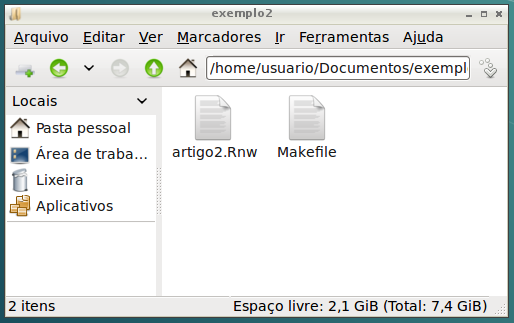 exemplo2
Arquivo Editar Ver Marcadores Ir Ferramentas Ajuda
/home/usuario/Documentos/exempl
Locais
Pasta pessoal
Área de traba...
Lixeira
Aplicativos
artigo2.Rnw Makefile
2 itens Espaço livre: 2,1 GiB (Total: 7,4 GiB)